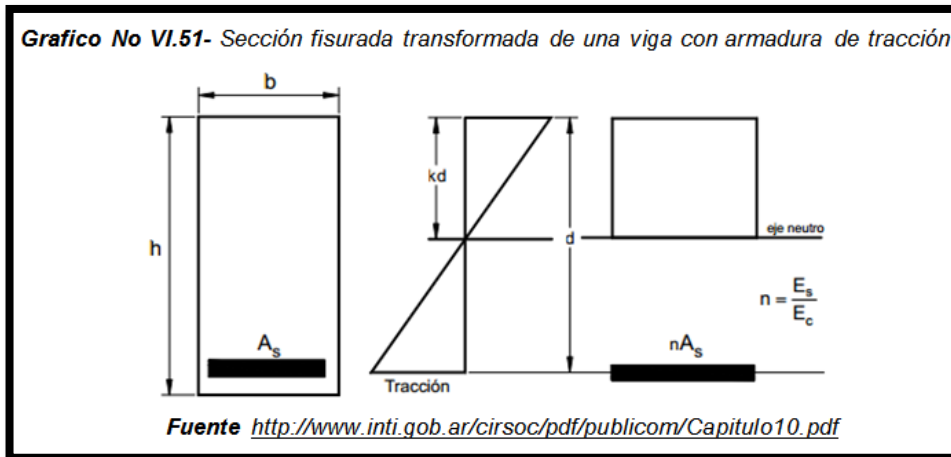 Grafico No VI.51- Sección fisurada transformada de una viga con armadura de tracción
b
h
kd
d
eje neutro
n = Es/Ec
As
nAs
Tracción
Fuente http://www.inti.gob.ar/cirsoc/pdf/publicom/Capitulo10.pdf